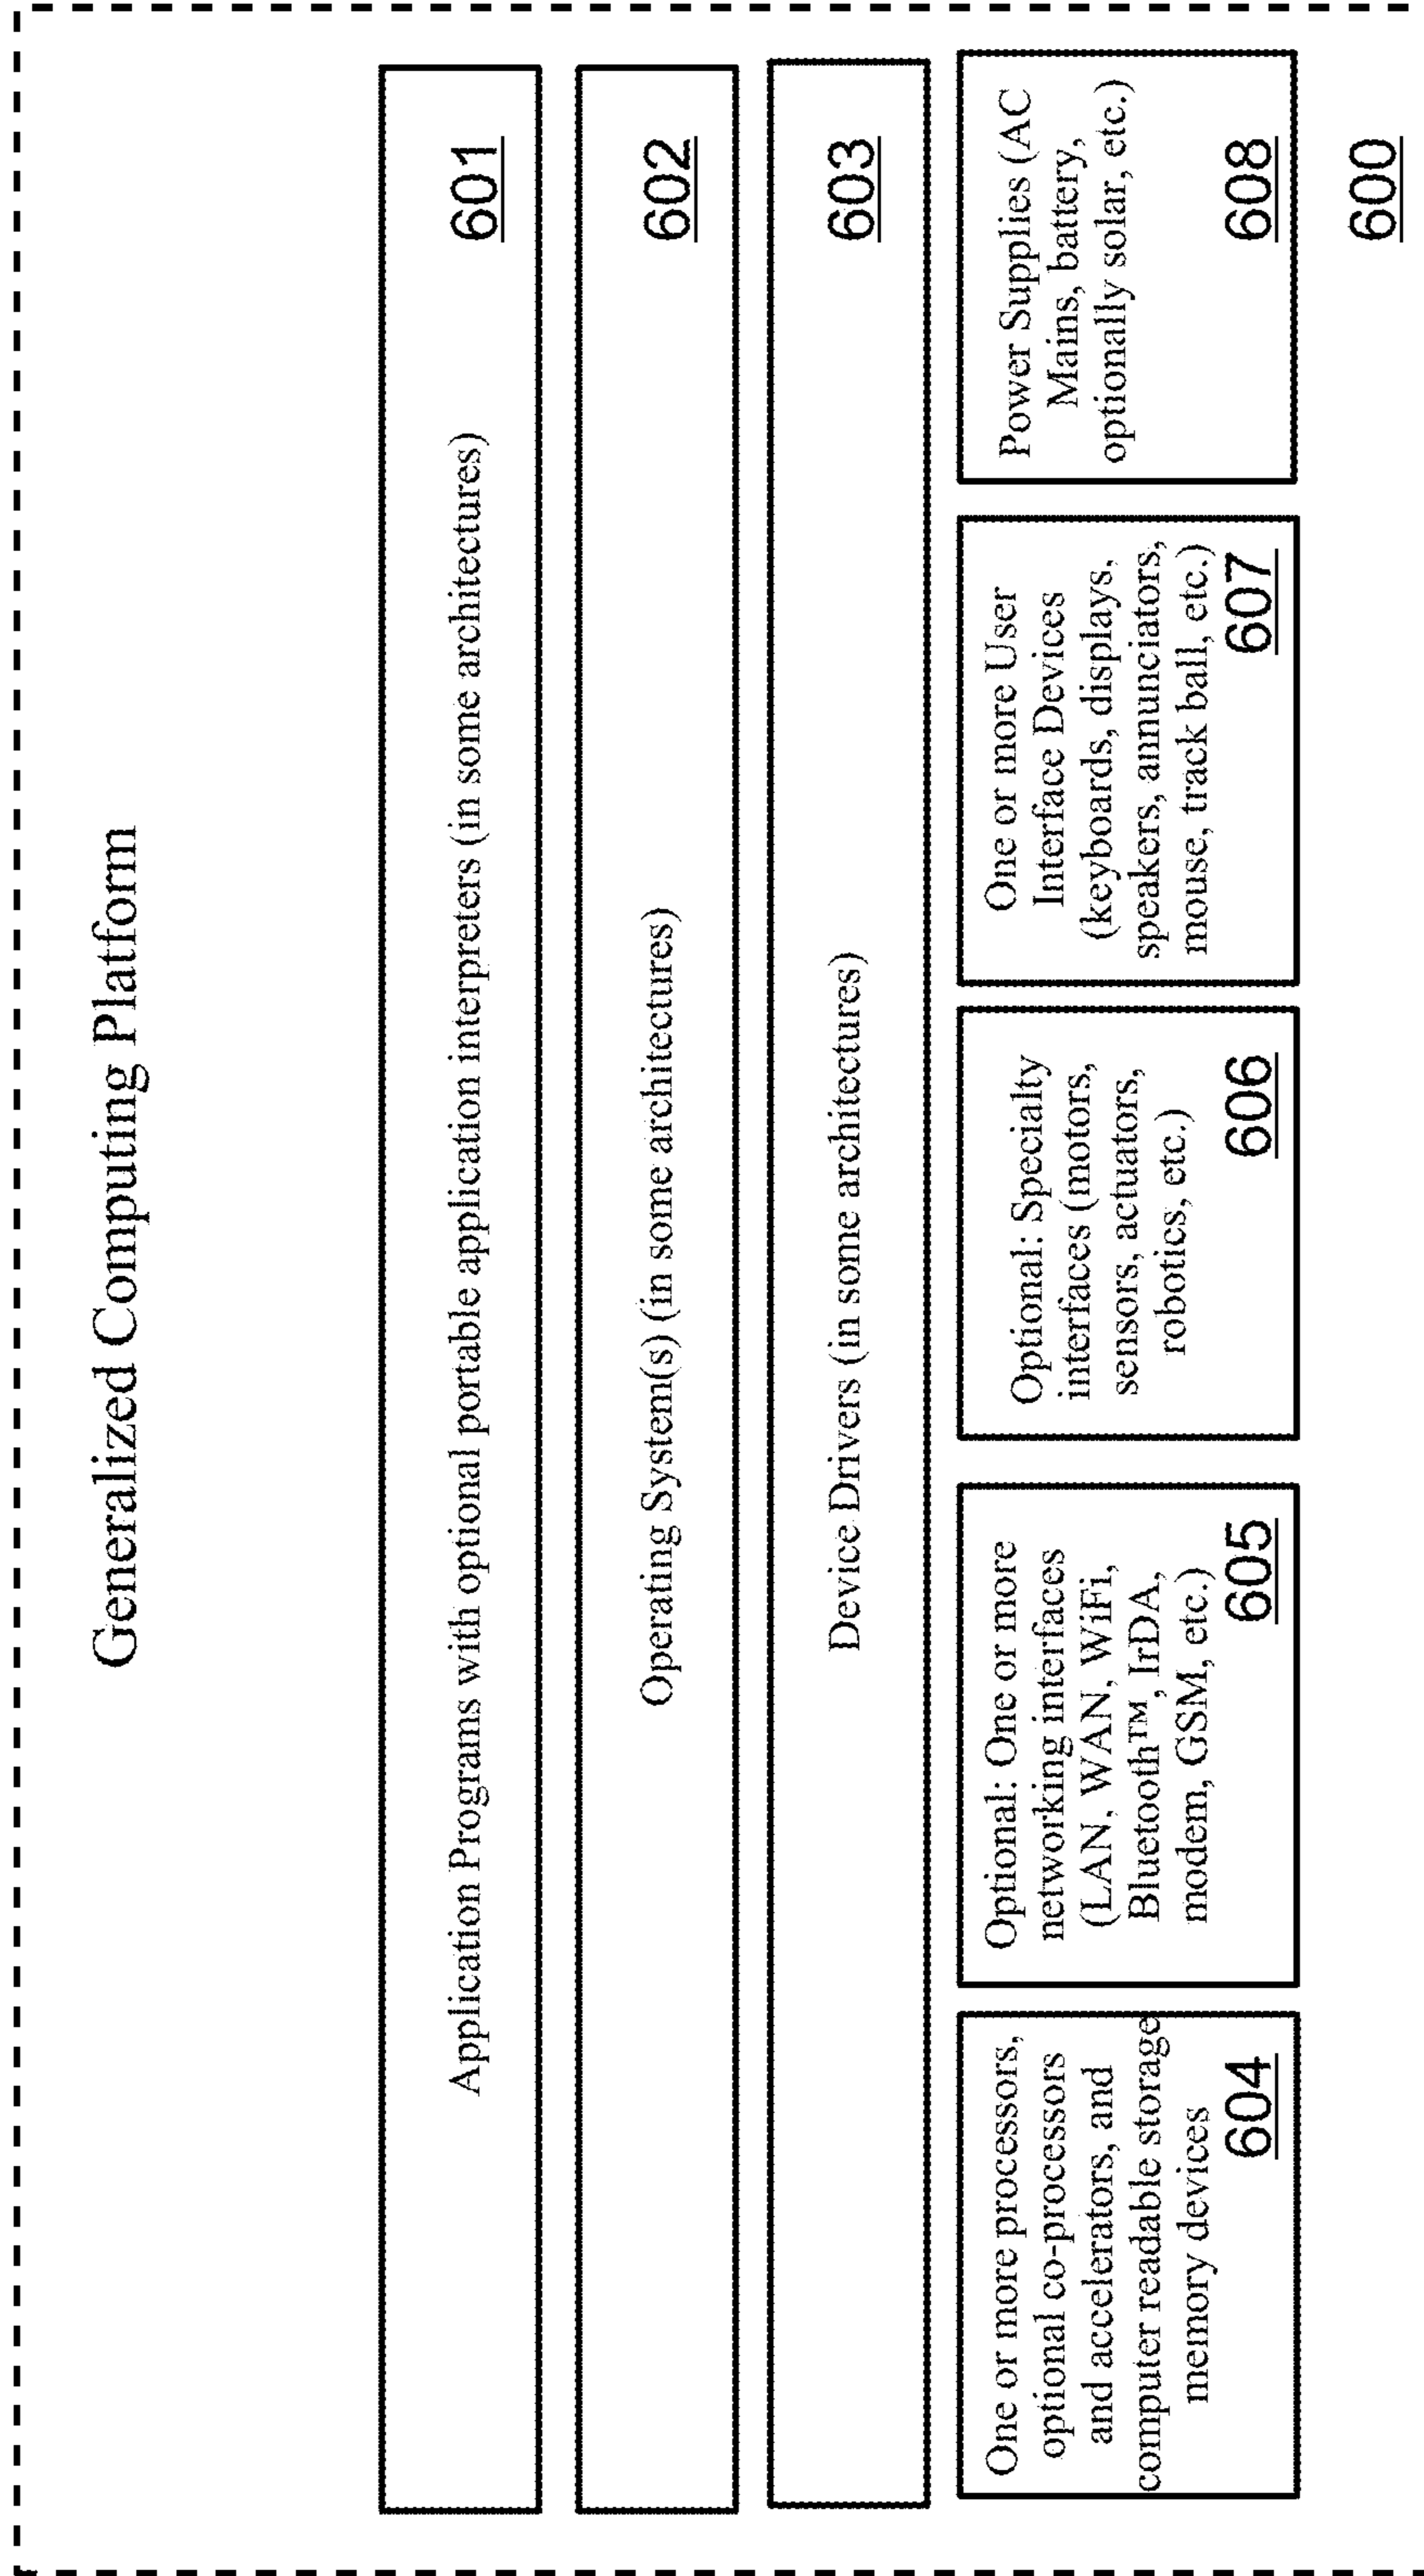 Generalized Computing Platform
Application Programs with optional portable application interpreters (in some architectures)
601
Operating System(s) (in some architectures)
602
Device Drivers (in some architectures)
603
One or more processors,
optional co-processors
and accelerators, and
computer readable storage
memory devices
604
Optional: One or more
networking interfaces
(LAN, WAN, WiFi,
Bluetooth™, IrDA,
modem, GSM, etc.)
605
Optional: Specialty
interfaces (motors,
sensors, actuators,
robotics, etc.)
606
One or more User
Interface Devices
(keyboards, displays,
speakers, annunciators,
mouse, track ball, etc.)
607
Power Supplies (AC
Mains, battery,
optionally solar, etc.)
608
600